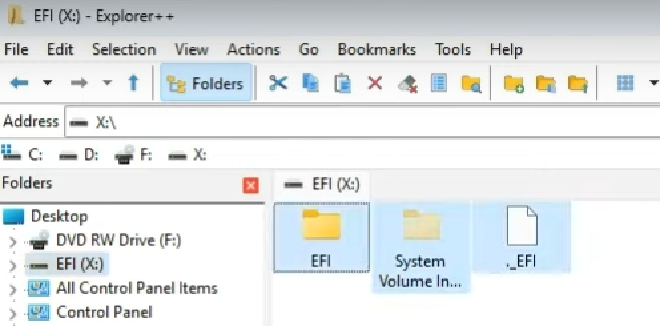 EFI (X:) - Explorer++
File Edit Selection View Actions Go Bookmarks Tools Help
Folders
Address X:\
C: D: F: X:
Folders
EFI (X:)
Desktop
DVD RW Drive (F:)
EFI (X:)
All Control Panel Items
Control Panel
EFI
System
Volume In...
._EFI